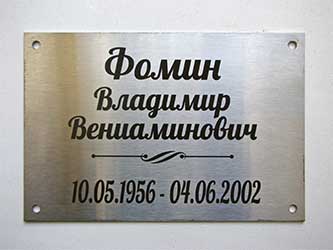 Фомин
Владимир
Вениаминович
10.05.1956 - 04.06.2002